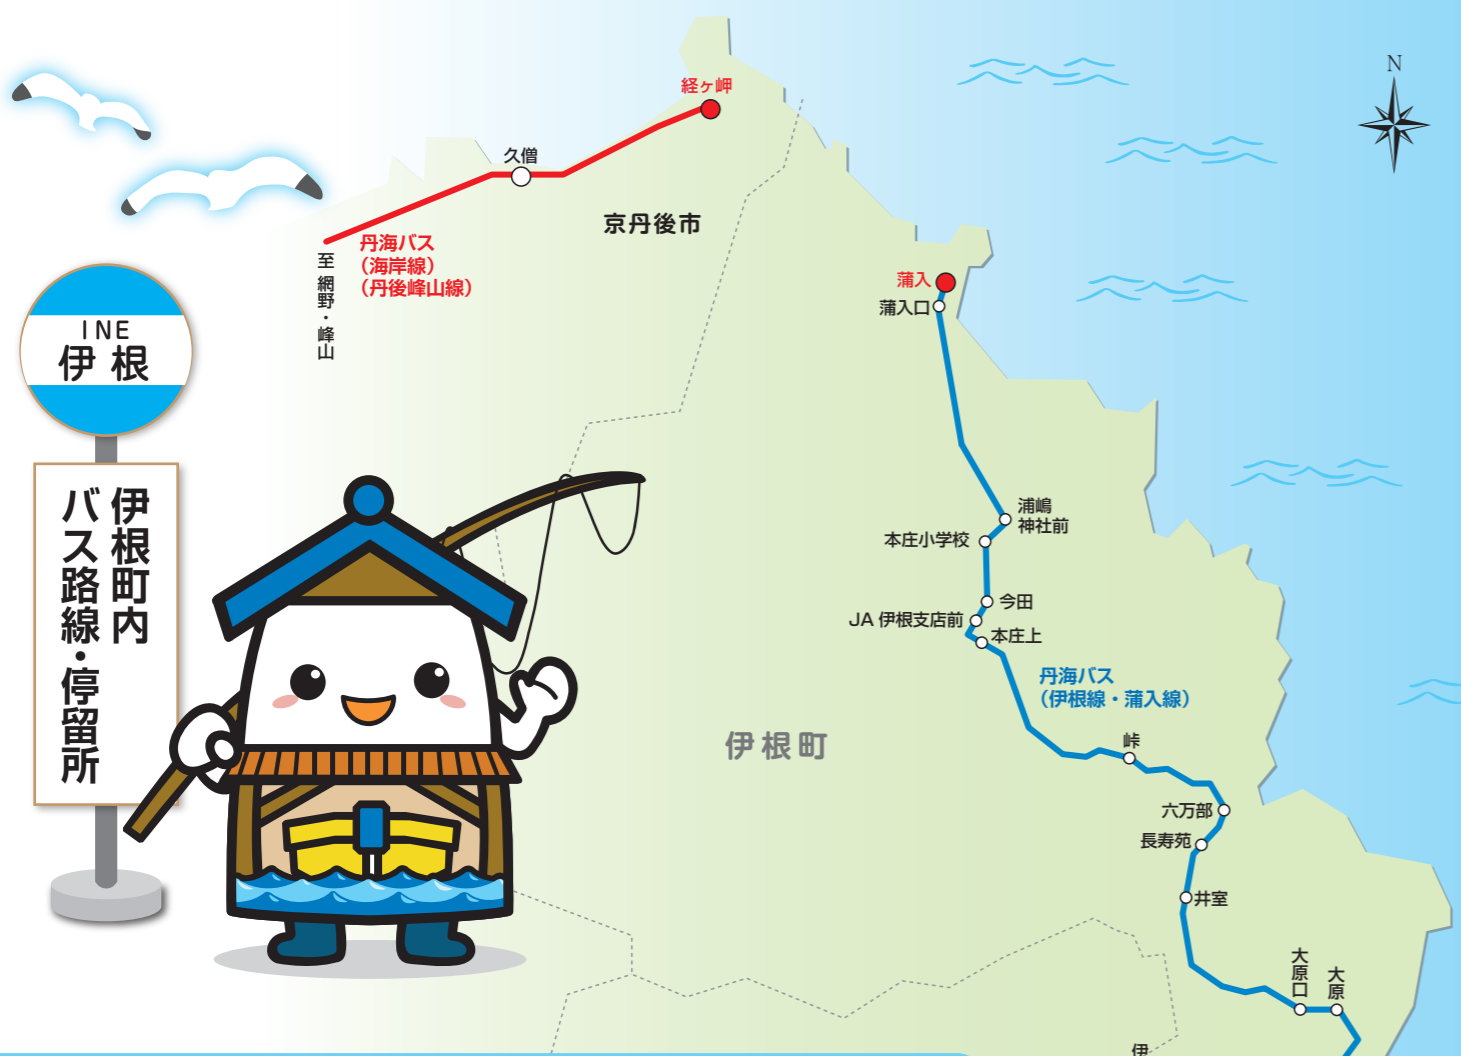 N
経ヶ岬
久僧
京丹後市
丹海バス
（海岸線）
（丹後峰山線）
至 網野・峰山
INE
伊根
伊根町内
バス路線・停留所
蒲入
蒲入口
浦嶋
神社前
本庄小学校
今田
JA 伊根支店前
本庄上
丹海バス
（伊根線・蒲入線）
伊根町
峠
六万部
長寿苑
井室
大原口
大原
伊